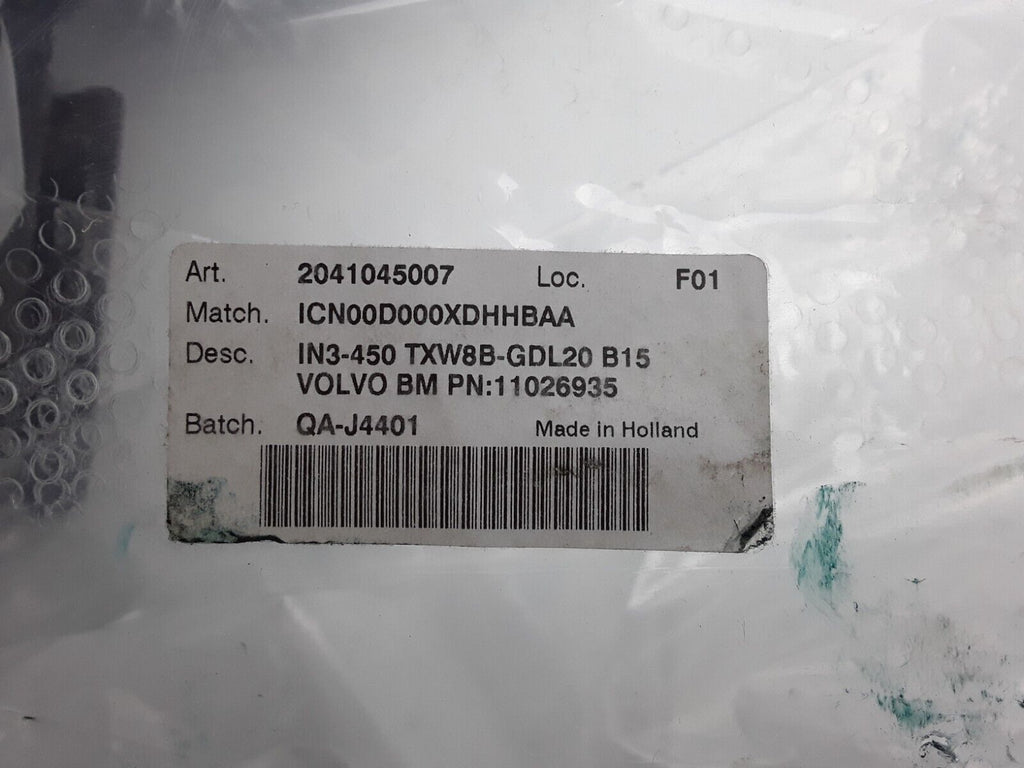 Art. 2041045007 Loc. F01
Match. ICN00D000XDHHBAA
Desc. IN3-450 TXW8B-GDL20 B15
VOLVO BM PN:11026935
Batch. QA-J4401 Made in Holland